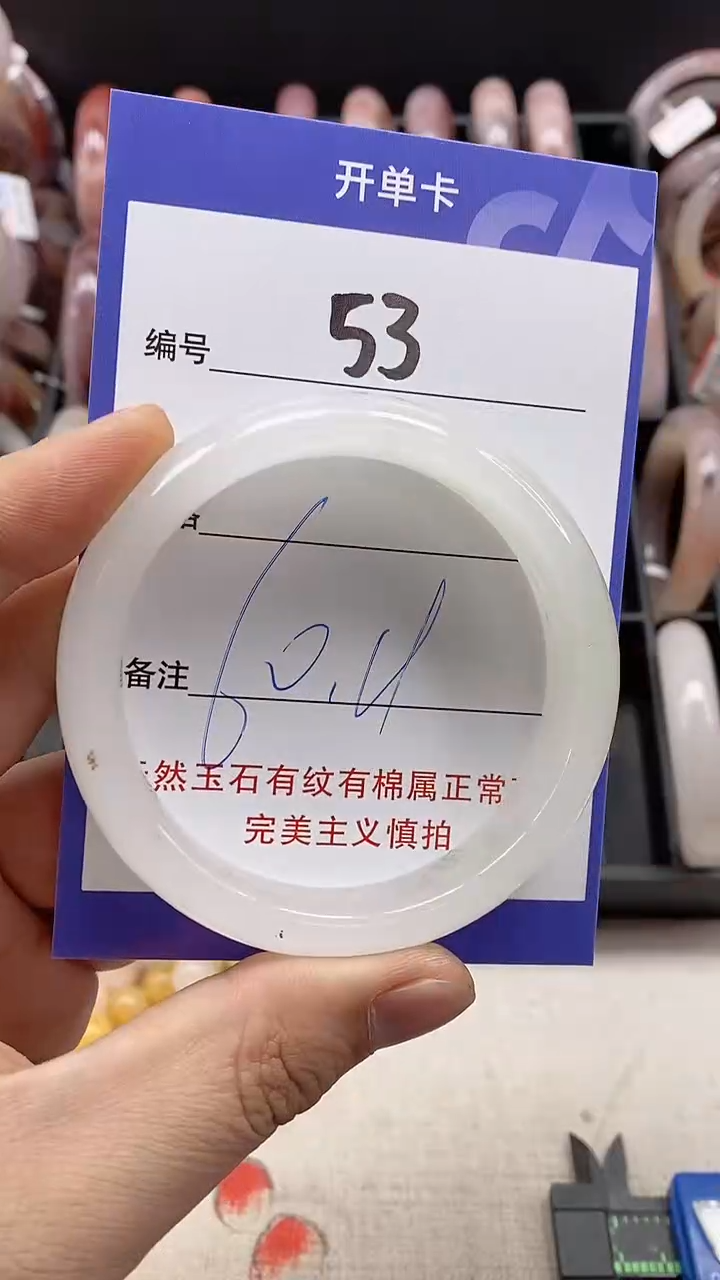 开单卡
编号 53
备注 60.4
然玉石有纹有棉属正常
完美主义慎拍